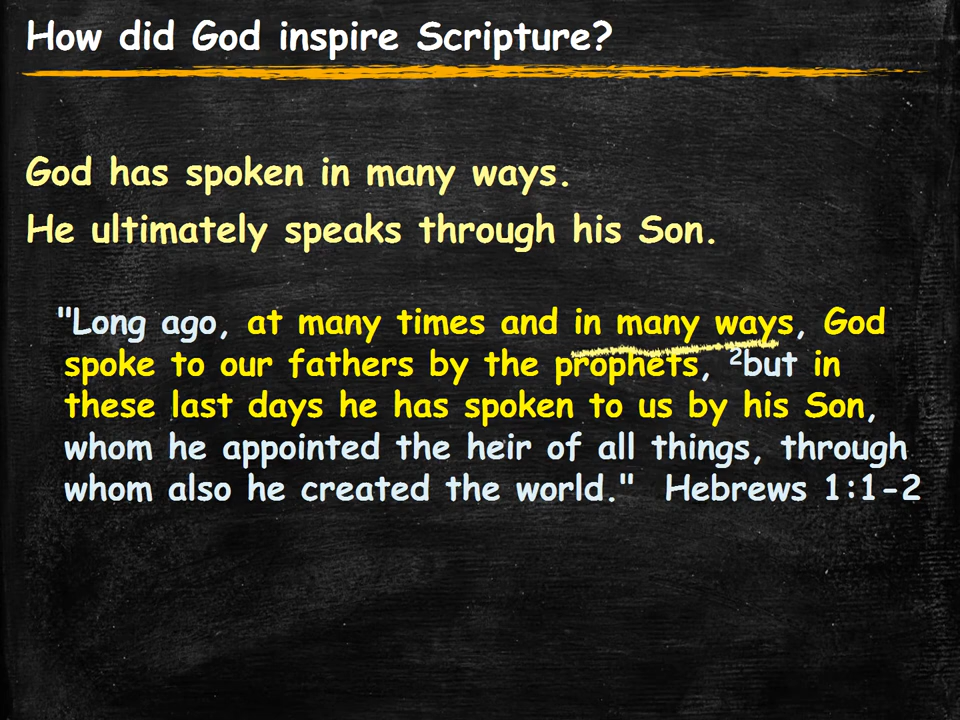 How did God inspire Scripture?
God has spoken in many ways.
He ultimately speaks through his Son.
"Long ago, at many times and in many ways, God
spoke to our fathers by the prophets, ²but in
these last days he has spoken to us by his Son,
whom he appointed the heir of all things, through
whom also he created the world."  Hebrews 1:1-2